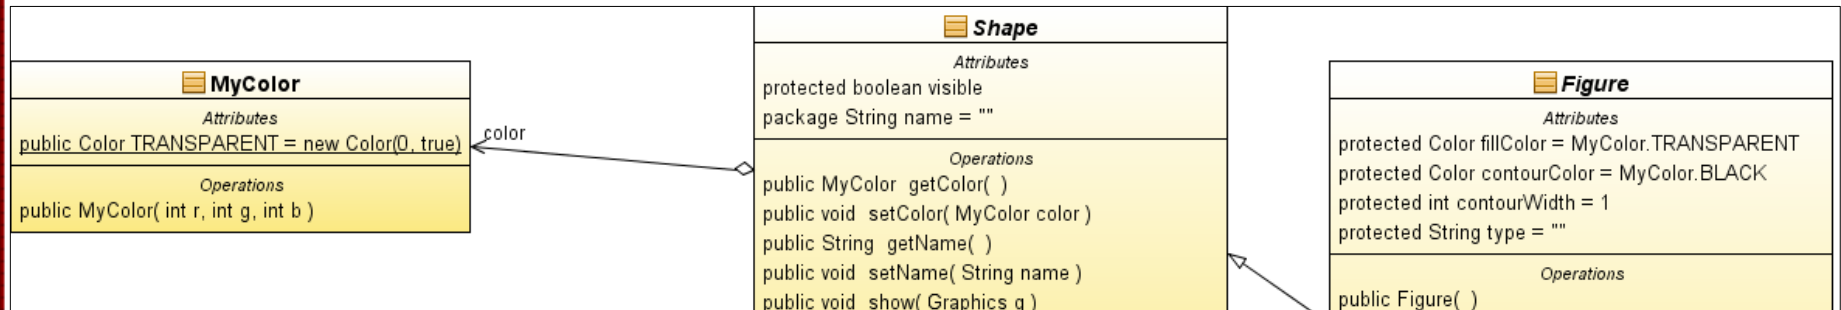 MyColor
Attributes
public Color TRANSPARENT = new Color(0, true)
Operations
public MyColor( int r, int g, int b )
color
Shape
Attributes
protected boolean visible
package String name = ""
Operations
public MyColor getColor( )
public void setColor( MyColor color )
public String getName( )
public void setName( String name )
public void show( Graphics g )
Figure
Attributes
protected Color fillColor = MyColor.TRANSPARENT
protected Color contourColor = MyColor.BLACK
protected int contourWidth = 1
protected String type = ""
Operations
public Figure( )